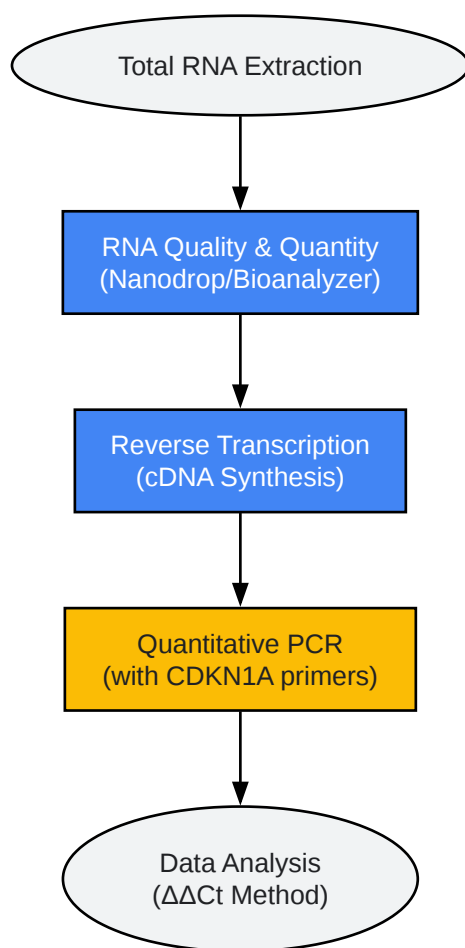 Total RNA Extraction
RNA Quality & Quantity
(Nanodrop/Bioanalyzer)
Reverse Transcription
(cDNA Synthesis)
Quantitative PCR
(with CDKN1A primers)
Data Analysis
(ΔΔCt Method)